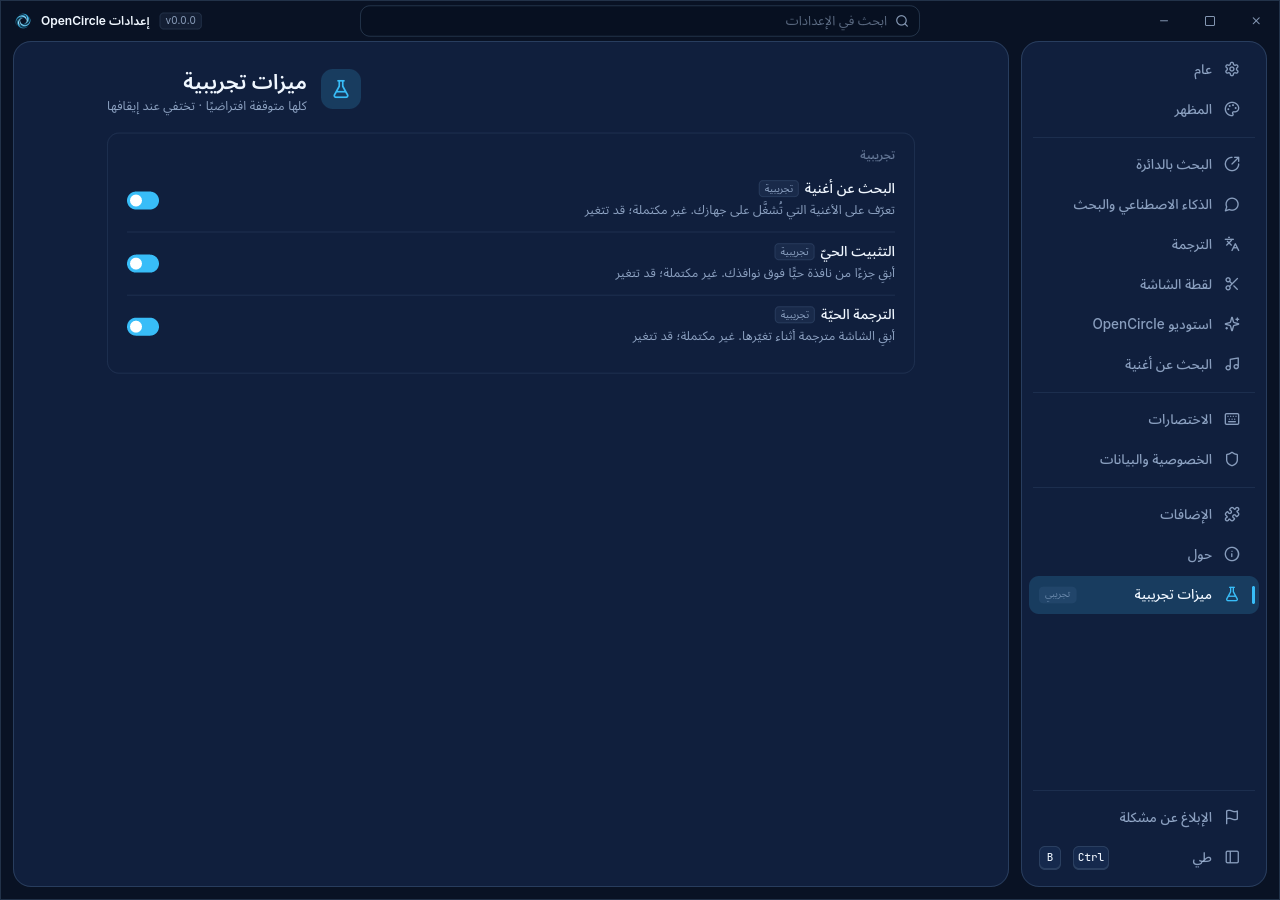 إعدادات OpenCircle
v0.0.0
ابحث في الإعدادات
عام
المظهر
البحث بالدائرة
الذكاء الاصطناعي والبحث
الترجمة
لقطة الشاشة
استوديو OpenCircle
البحث عن أغنية
الاختصارات
الخصوصية والبيانات
الإضافات
حول
ميزات تجريبية تجريبي
الإبلاغ عن مشكلة
طي Ctrl B
ميزات تجريبية
كلها متوقفة افتراضيًا · تختفي عند إيقافها
تجريبية
البحث عن أغنية تجريبية
تعرّف على الأغنية التي تُشغَّل على جهازك. غير مكتملة؛ قد تتغير
التثبيت الحيّ تجريبية
أبقِ جزءًا من نافذة حيًّا فوق نوافذك. غير مكتملة؛ قد تتغير
الترجمة الحيّة تجريبية
أبقِ الشاشة مترجمة أثناء تغيّرها. غير مكتملة؛ قد تتغير